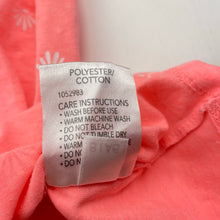 POLYESTER/
COTTON
1052983
CARE INSTRUCTIONS
• WASH BEFORE USE
• WARM MACHINE WASH
• DO NOT BLEACH
• DO NOT TUMBLE DRY
• WARM
• DO N